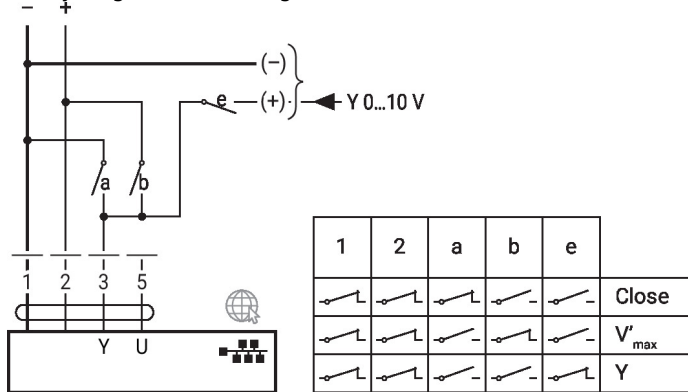 − +
(−)
e (+) Y 0...10 V
a b
1 2 3 5
Y U
1 2 a b e
Close
V'max
Y